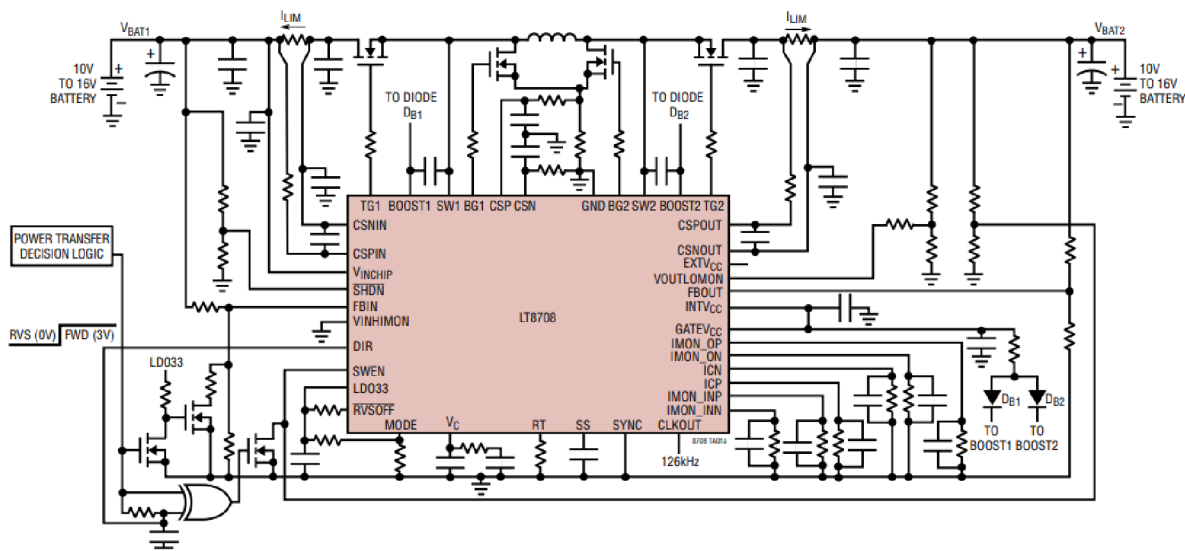 ILIM
ILIM
VBAT1
VBAT2
10V
TO 16V
BATTERY
+
−
+
TO DIODE
DB1
TO DIODE
DB2
+
+
−
10V
TO 16V
BATTERY
TG1 BOOST1 SW1 BG1 CSP CSN GND BG2 SW2 BOOST2 TG2
CSNIN
CSPIN
VINCHIP
SHDN
FBIN
VINHIMON
DIR
SWEN
LDO33
RVSOFF
MODE
LT8708
CSPOUT
CSNOUT
EXTVCC
VOUTLOMON
FBOUT
INTVCC
GATEVCC
IMON_OP
IMON_ON
ICN
ICP
IMON_INP
IMON_INN
VC RT SS SYNC CLKOUT
8708 TA01a
126kHz
POWER TRANSFER
DECISION LOGIC
RVS (0V) FWD (3V)
LDO33
DB1
DB2
TO
BOOST1
TO
BOOST2